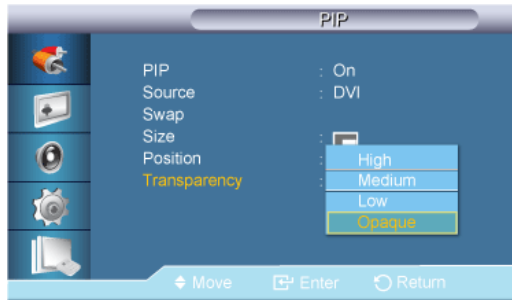 PIP
PIP : On
Source : DVI
Swap
Size :
Position :
Transparency :
High
Medium
Low
Opaque
Move Enter Return